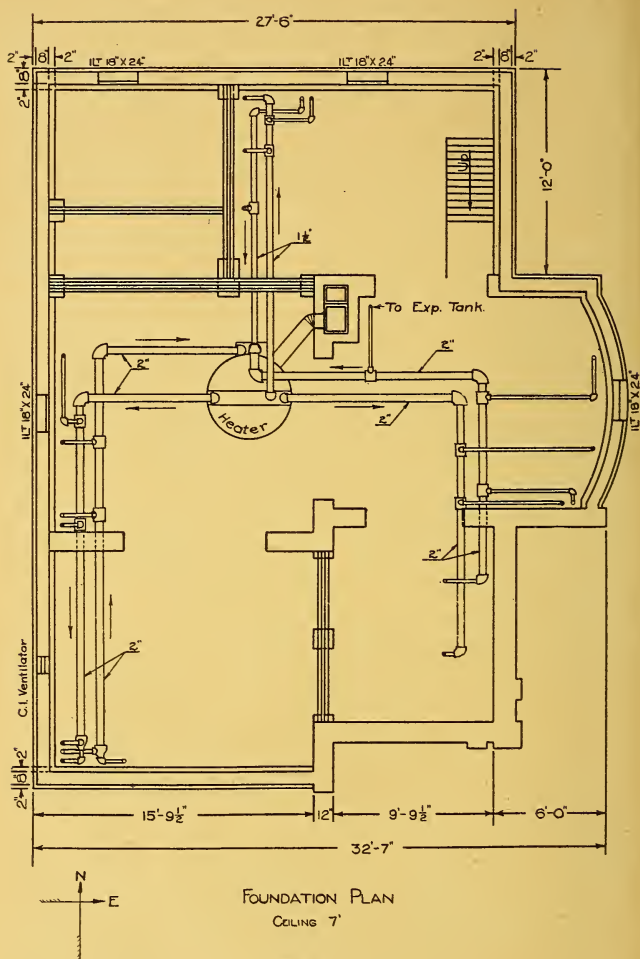 27'-6"
2" 8" 2" 1LT 18" X 24" 1LT 18" X 24" 2" 8" 2"
2" 8"
Up
12'-0"
1½"
To Exp. Tank.
2"
2"
2"
2"
Heater
1LT 18" X 24"
1LT 18" X 24"
2"
2"
C.I. Ventilator
2" 8" 2"
15'-9½" 12" 9'-9½" 6'-0"
32'-7"
N
E
FOUNDATION PLAN
CEILING 7'